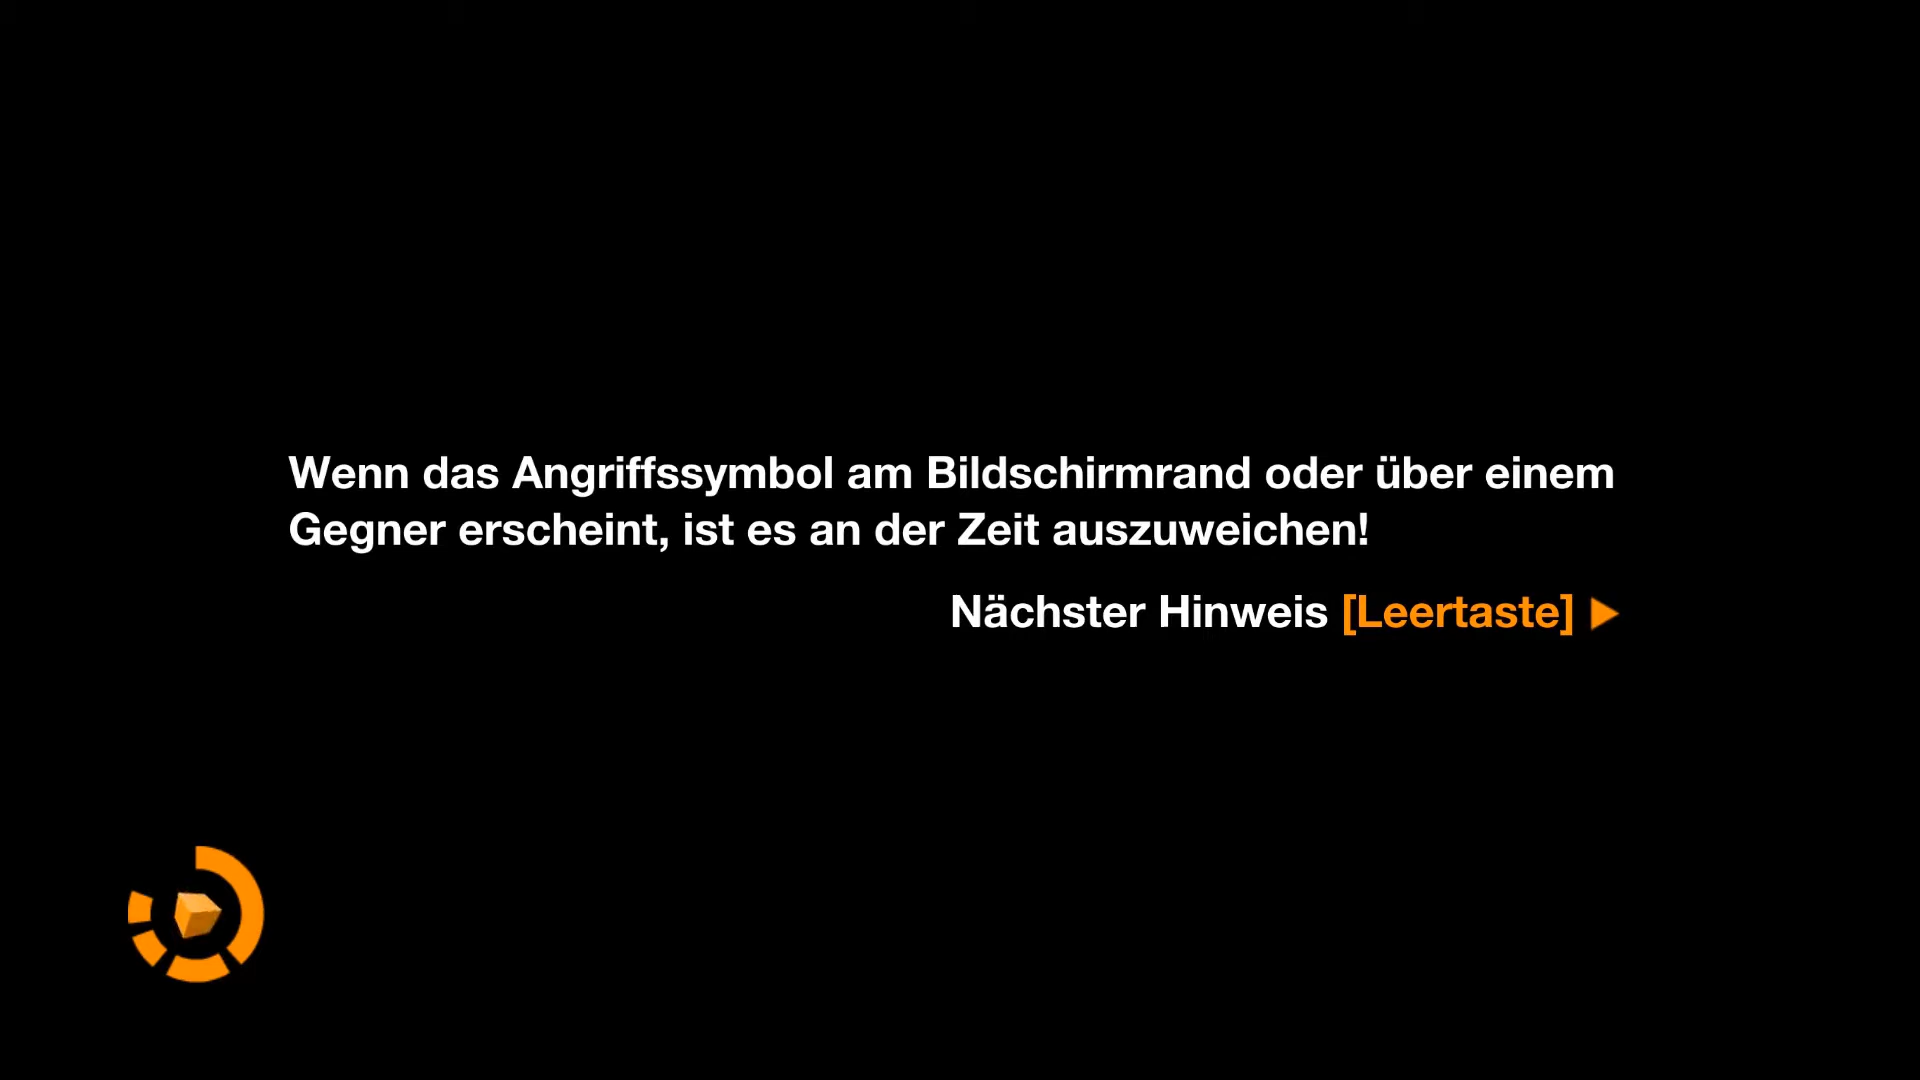 Wenn das Angriffssymbol am Bildschirmrand oder über einem
Gegner erscheint, ist es an der Zeit auszuweichen!
Nächster Hinweis [Leertaste]